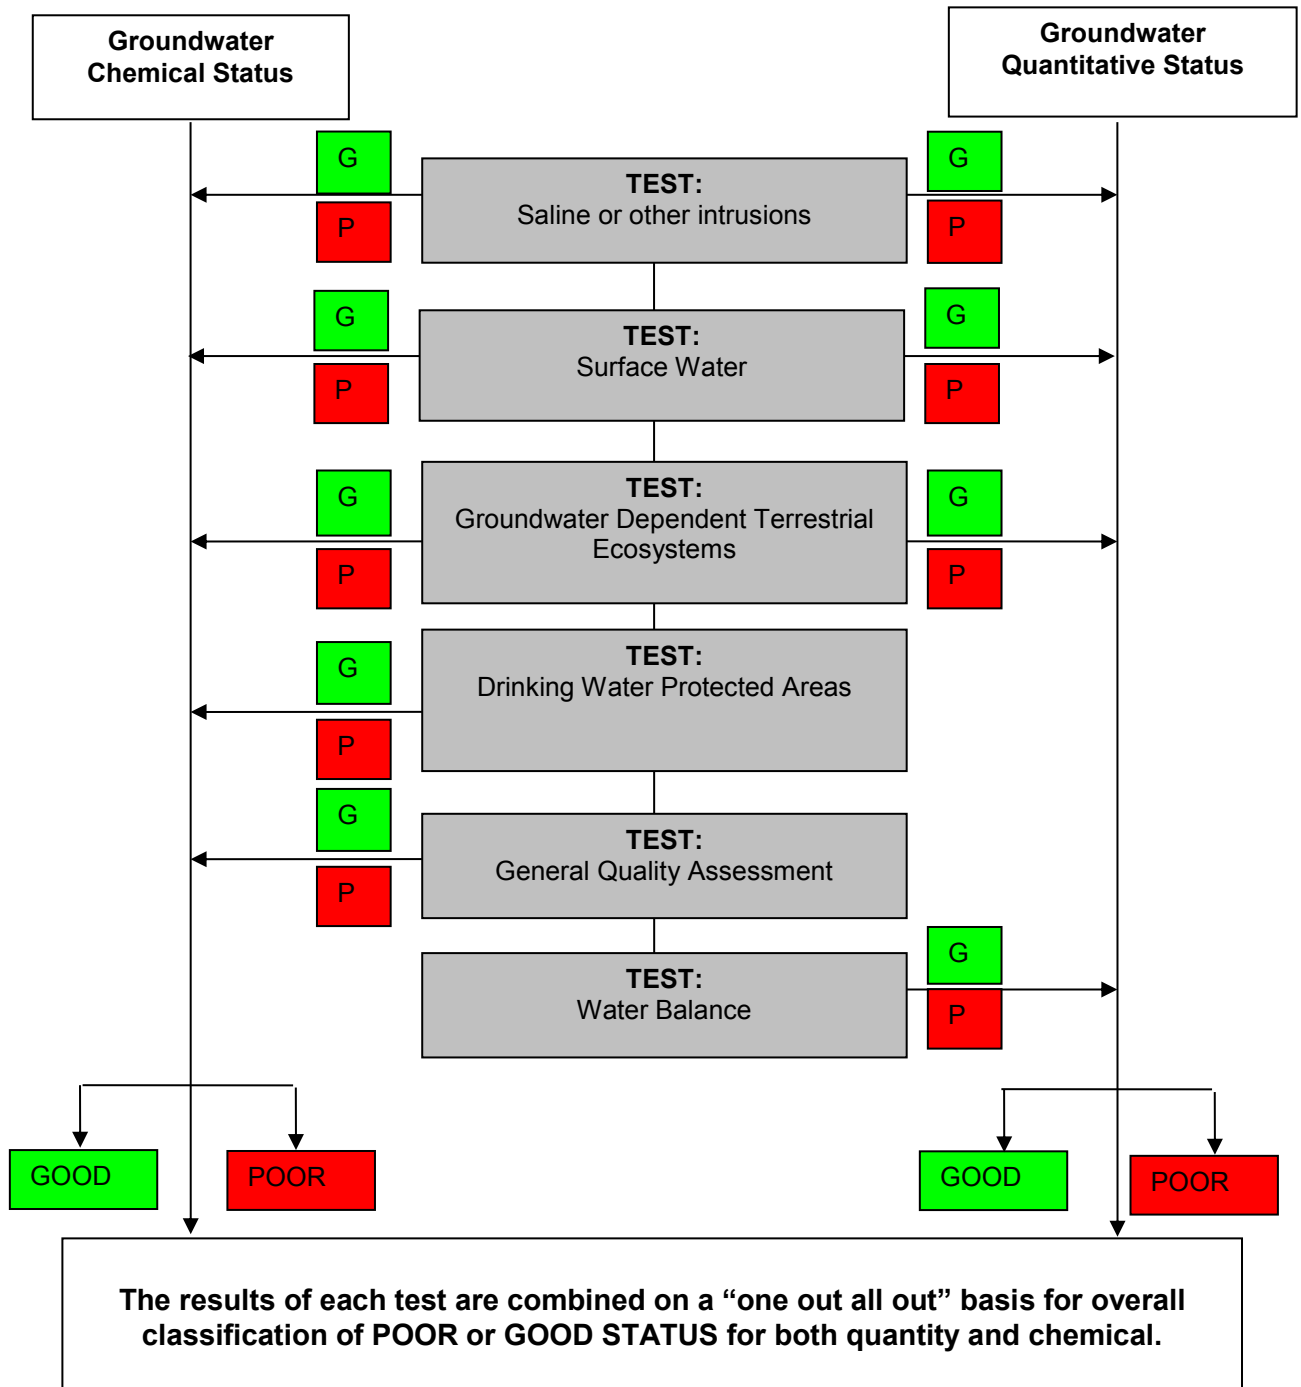 Groundwater
Chemical Status
Groundwater
Quantitative Status
G
P
TEST:
Saline or other intrusions
G
P
G
P
TEST:
Surface Water
G
P
G
P
TEST:
Groundwater Dependent Terrestrial
Ecosystems
G
P
G
P
TEST:
Drinking Water Protected Areas
G
P
TEST:
General Quality Assessment
TEST:
Water Balance
G
P
GOOD
POOR
GOOD
POOR
The results of each test are combined on a “one out all out” basis for overall
classification of POOR or GOOD STATUS for both quantity and chemical.